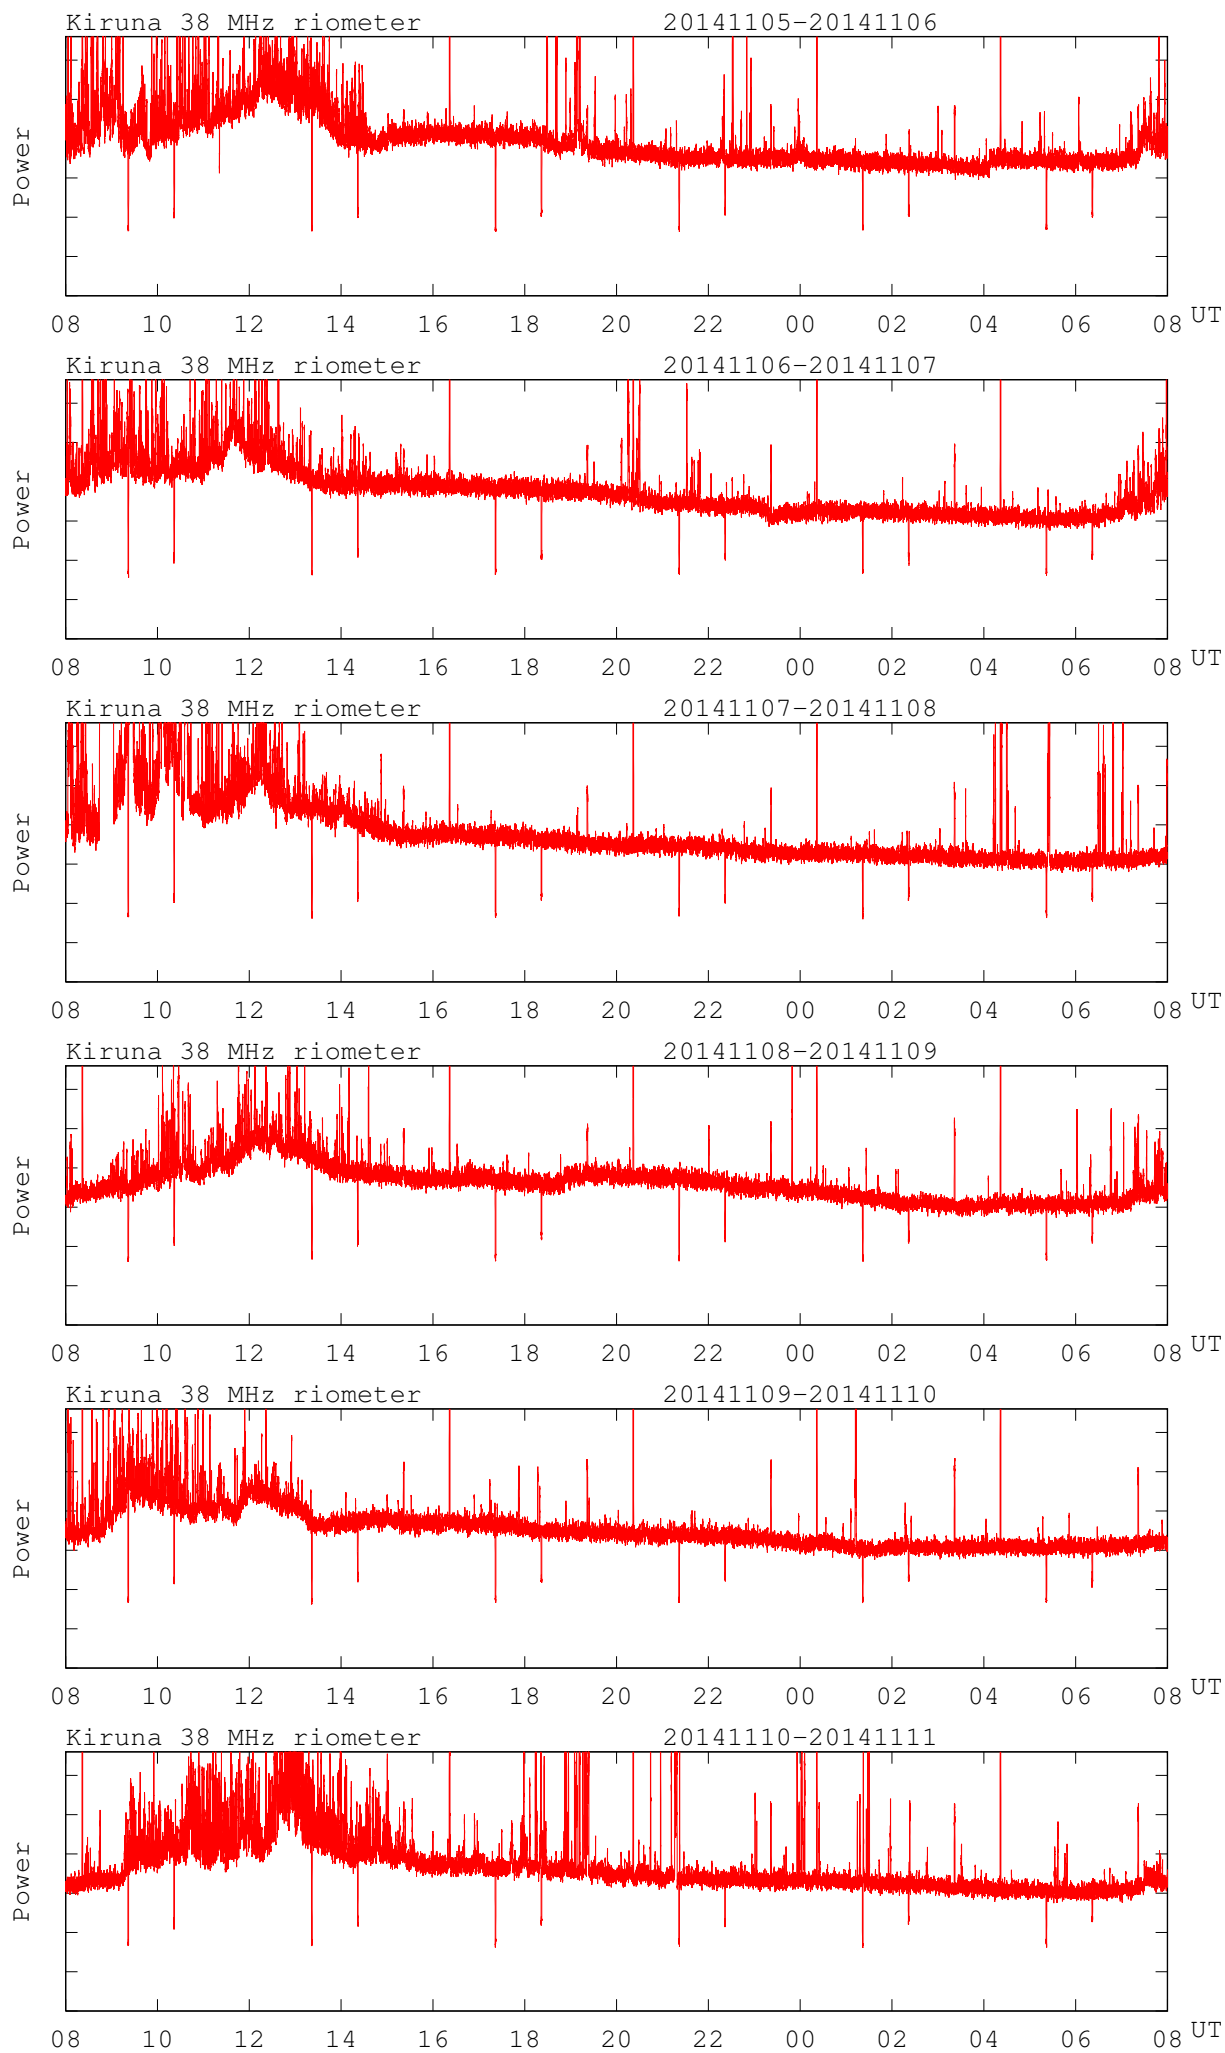 Kiruna 38 MHz riometer 20141105-20141106
Power
08 10 12 14 16 18 20 22 00 02 04 06 08 UT
Kiruna 38 MHz riometer 20141106-20141107
Power
08 10 12 14 16 18 20 22 00 02 04 06 08 UT
Kiruna 38 MHz riometer 20141107-20141108
Power
08 10 12 14 16 18 20 22 00 02 04 06 08 UT
Kiruna 38 MHz riometer 20141108-20141109
Power
08 10 12 14 16 18 20 22 00 02 04 06 08 UT
Kiruna 38 MHz riometer 20141109-20141110
Power
08 10 12 14 16 18 20 22 00 02 04 06 08 UT
Kiruna 38 MHz riometer 20141110-20141111
Power
08 10 12 14 16 18 20 22 00 02 04 06 08 UT